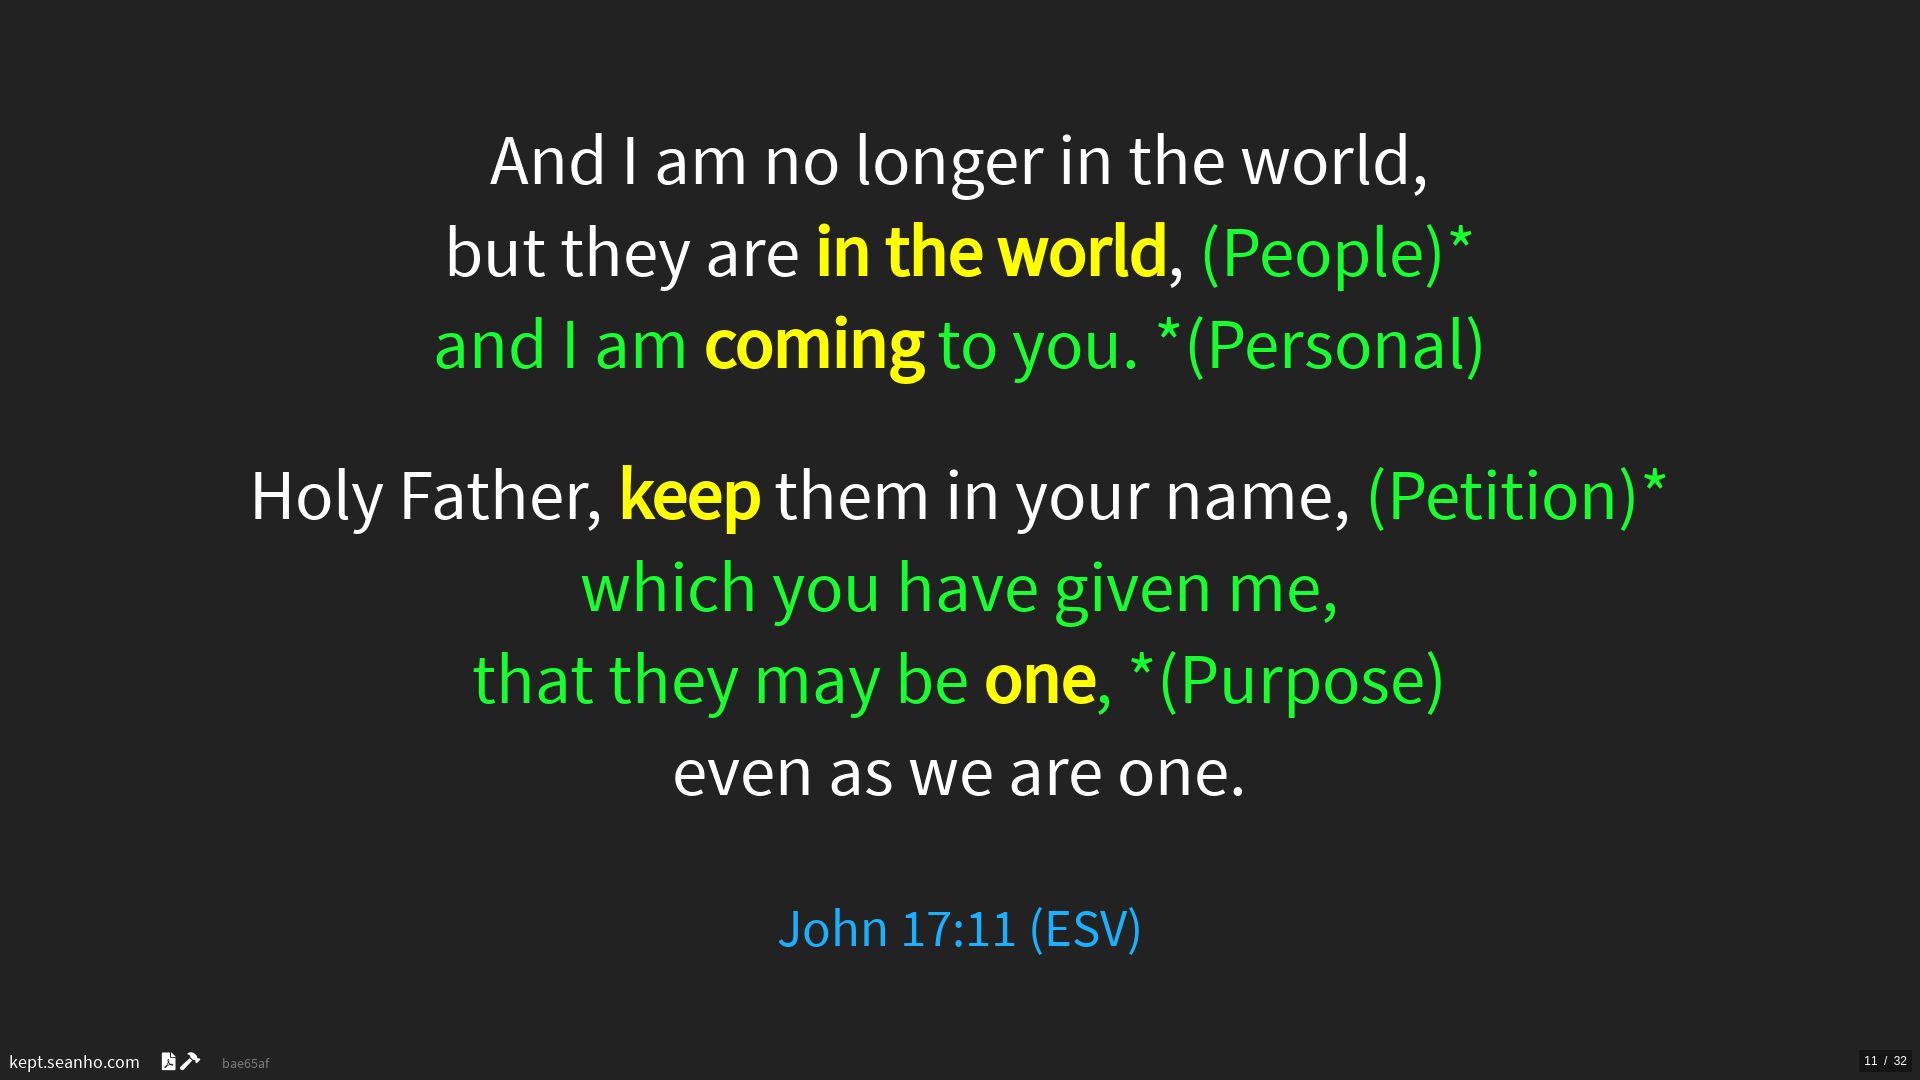 And I am no longer in the world,
but they are in the world, (People)*
and I am coming to you. *(Personal)
Holy Father, keep them in your name, (Petition)*
which you have given me,
that they may be one, *(Purpose)
even as we are one.
John 17:11 (ESV)
kept.seanho.com bae65af
11 / 32